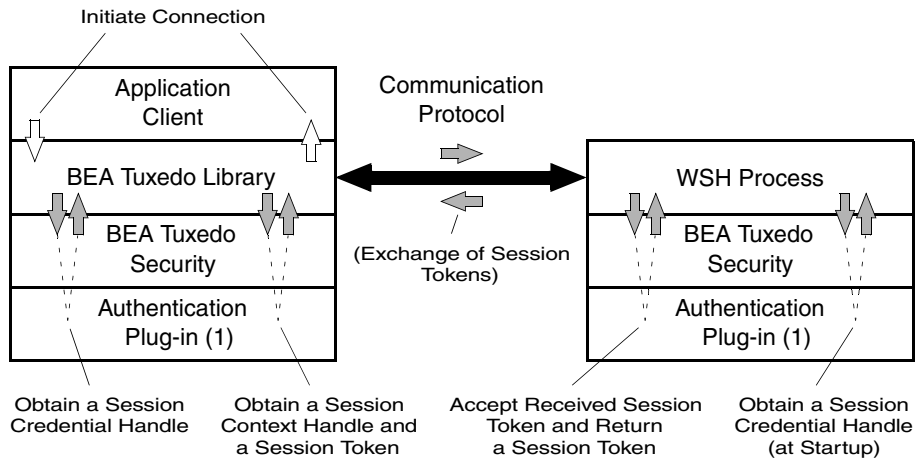 Initiate Connection
Application
Client
BEA Tuxedo Library
BEA Tuxedo
Security
Authentication
Plug-in (1)
Communication
Protocol
(Exchange of Session
Tokens)
WSH Process
BEA Tuxedo
Security
Authentication
Plug-in (1)
Obtain a Session
Credential Handle
Obtain a Session
Context Handle and
a Session Token
Accept Received Session
Token and Return
a Session Token
Obtain a Session
Credential Handle
(at Startup)